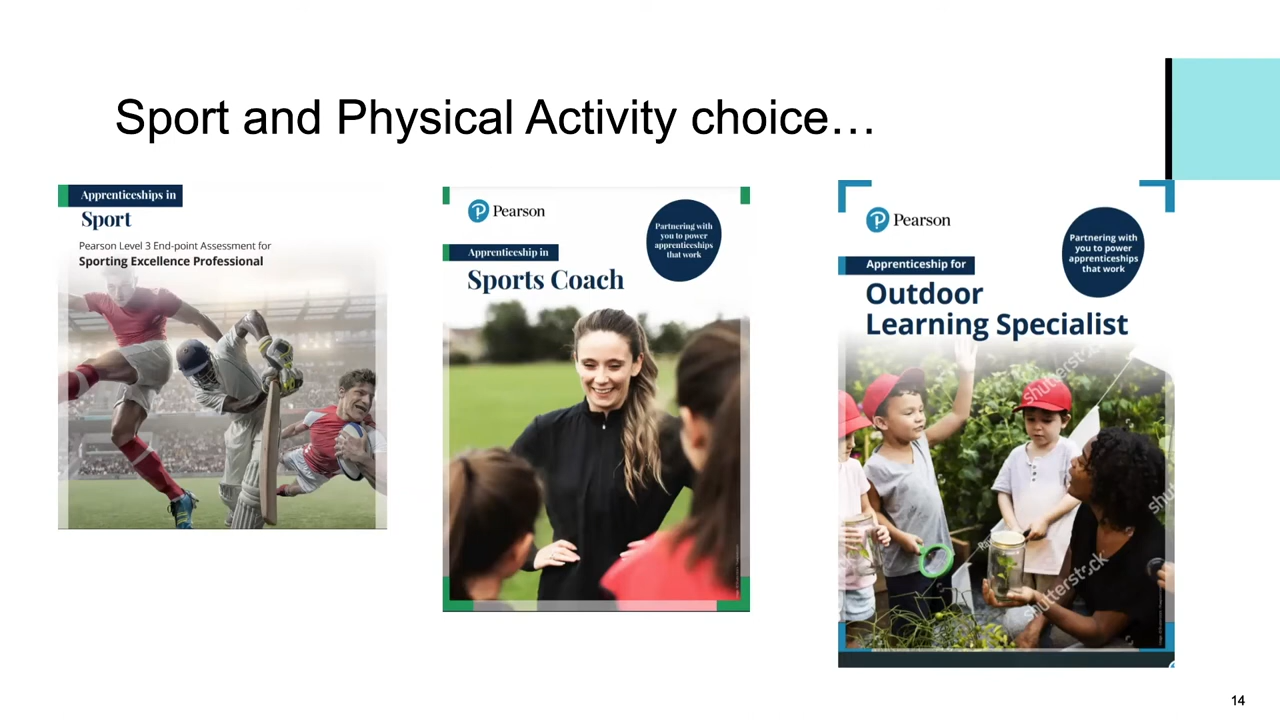 Sport and Physical Activity choice…
Apprenticeships in
Sport
Pearson Level 3 End-point Assessment for
Sporting Excellence Professional
Pearson
Partnering with
you to power
apprenticeships
that work
Apprenticeship in
Sports Coach
Pearson
Partnering with
you to power
apprenticeships
that work
Apprenticeship for
Outdoor
Learning Specialist
shutterstock
shutterstock
14